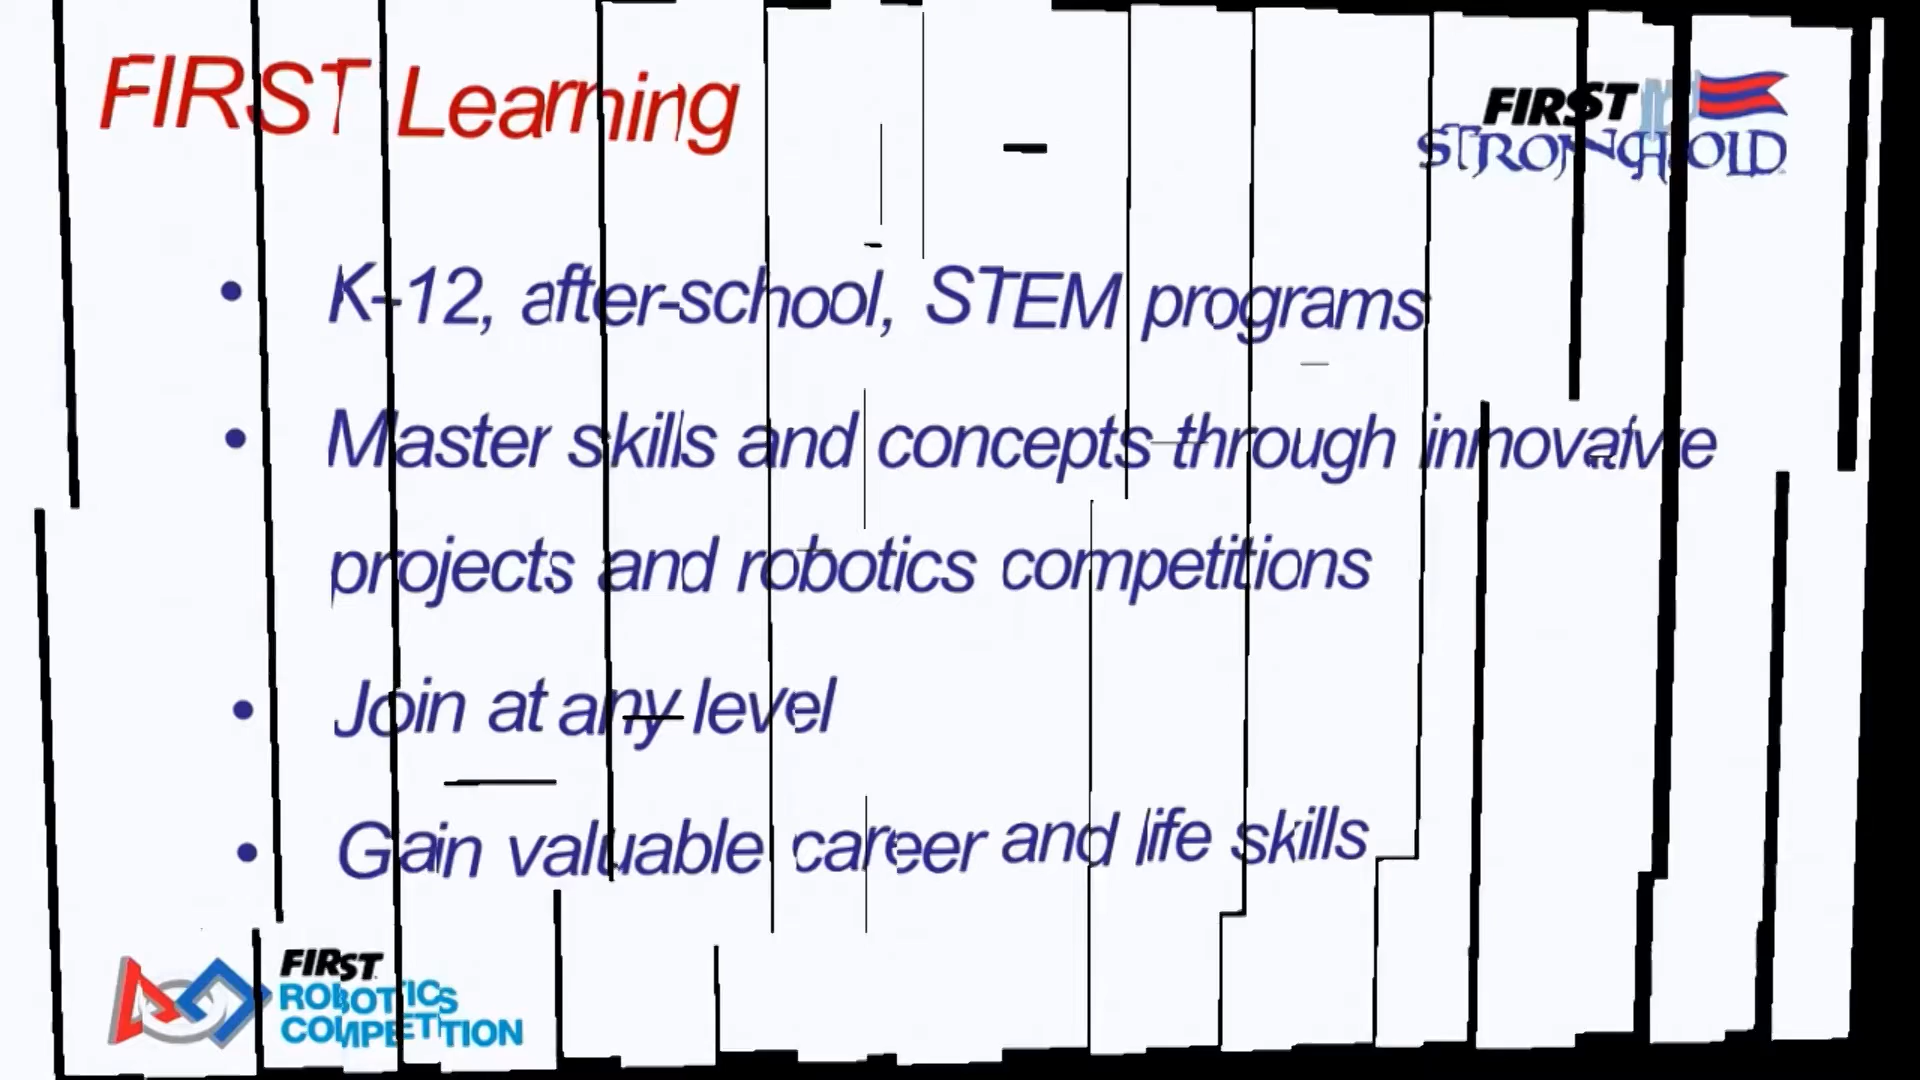 FIRST Learning
FIRST
STRONGHOLD
• K-12, after-school, STEM programs
• Master skills and concepts through innovative
projects and robotics competitions
• Join at any level
• Gain valuable career and life skills
FIRST
ROBOTICS
COMPETITION